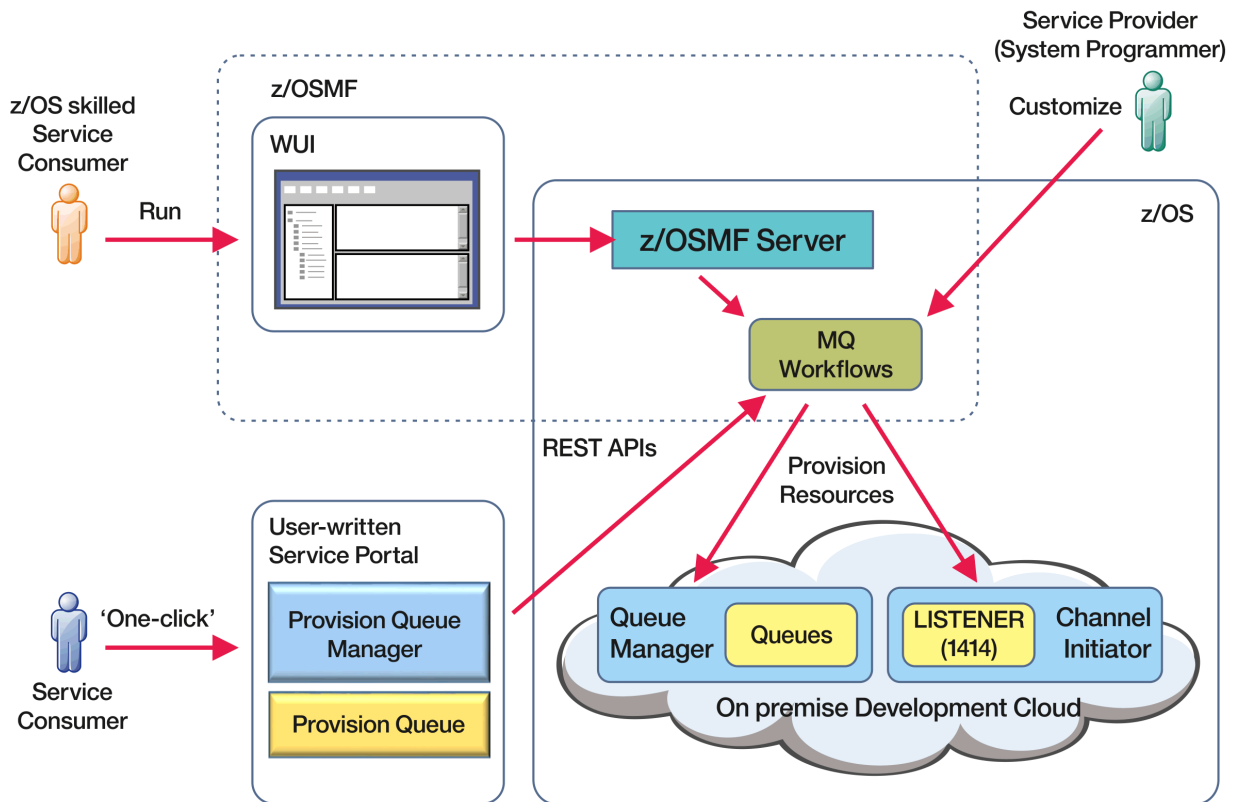 Service Provider
(System Programmer)
Customize
z/OSMF
z/OS skilled
Service
Consumer
WUI
Run
z/OS
z/OSMF Server
MQ
Workflows
REST APIs
Provision
Resources
User-written
Service Portal
'One-click'
Provision Queue
Manager
Provision Queue
Service
Consumer
Queue
Manager
Queues
LISTENER
(1414)
Channel
Initiator
On premise Development Cloud